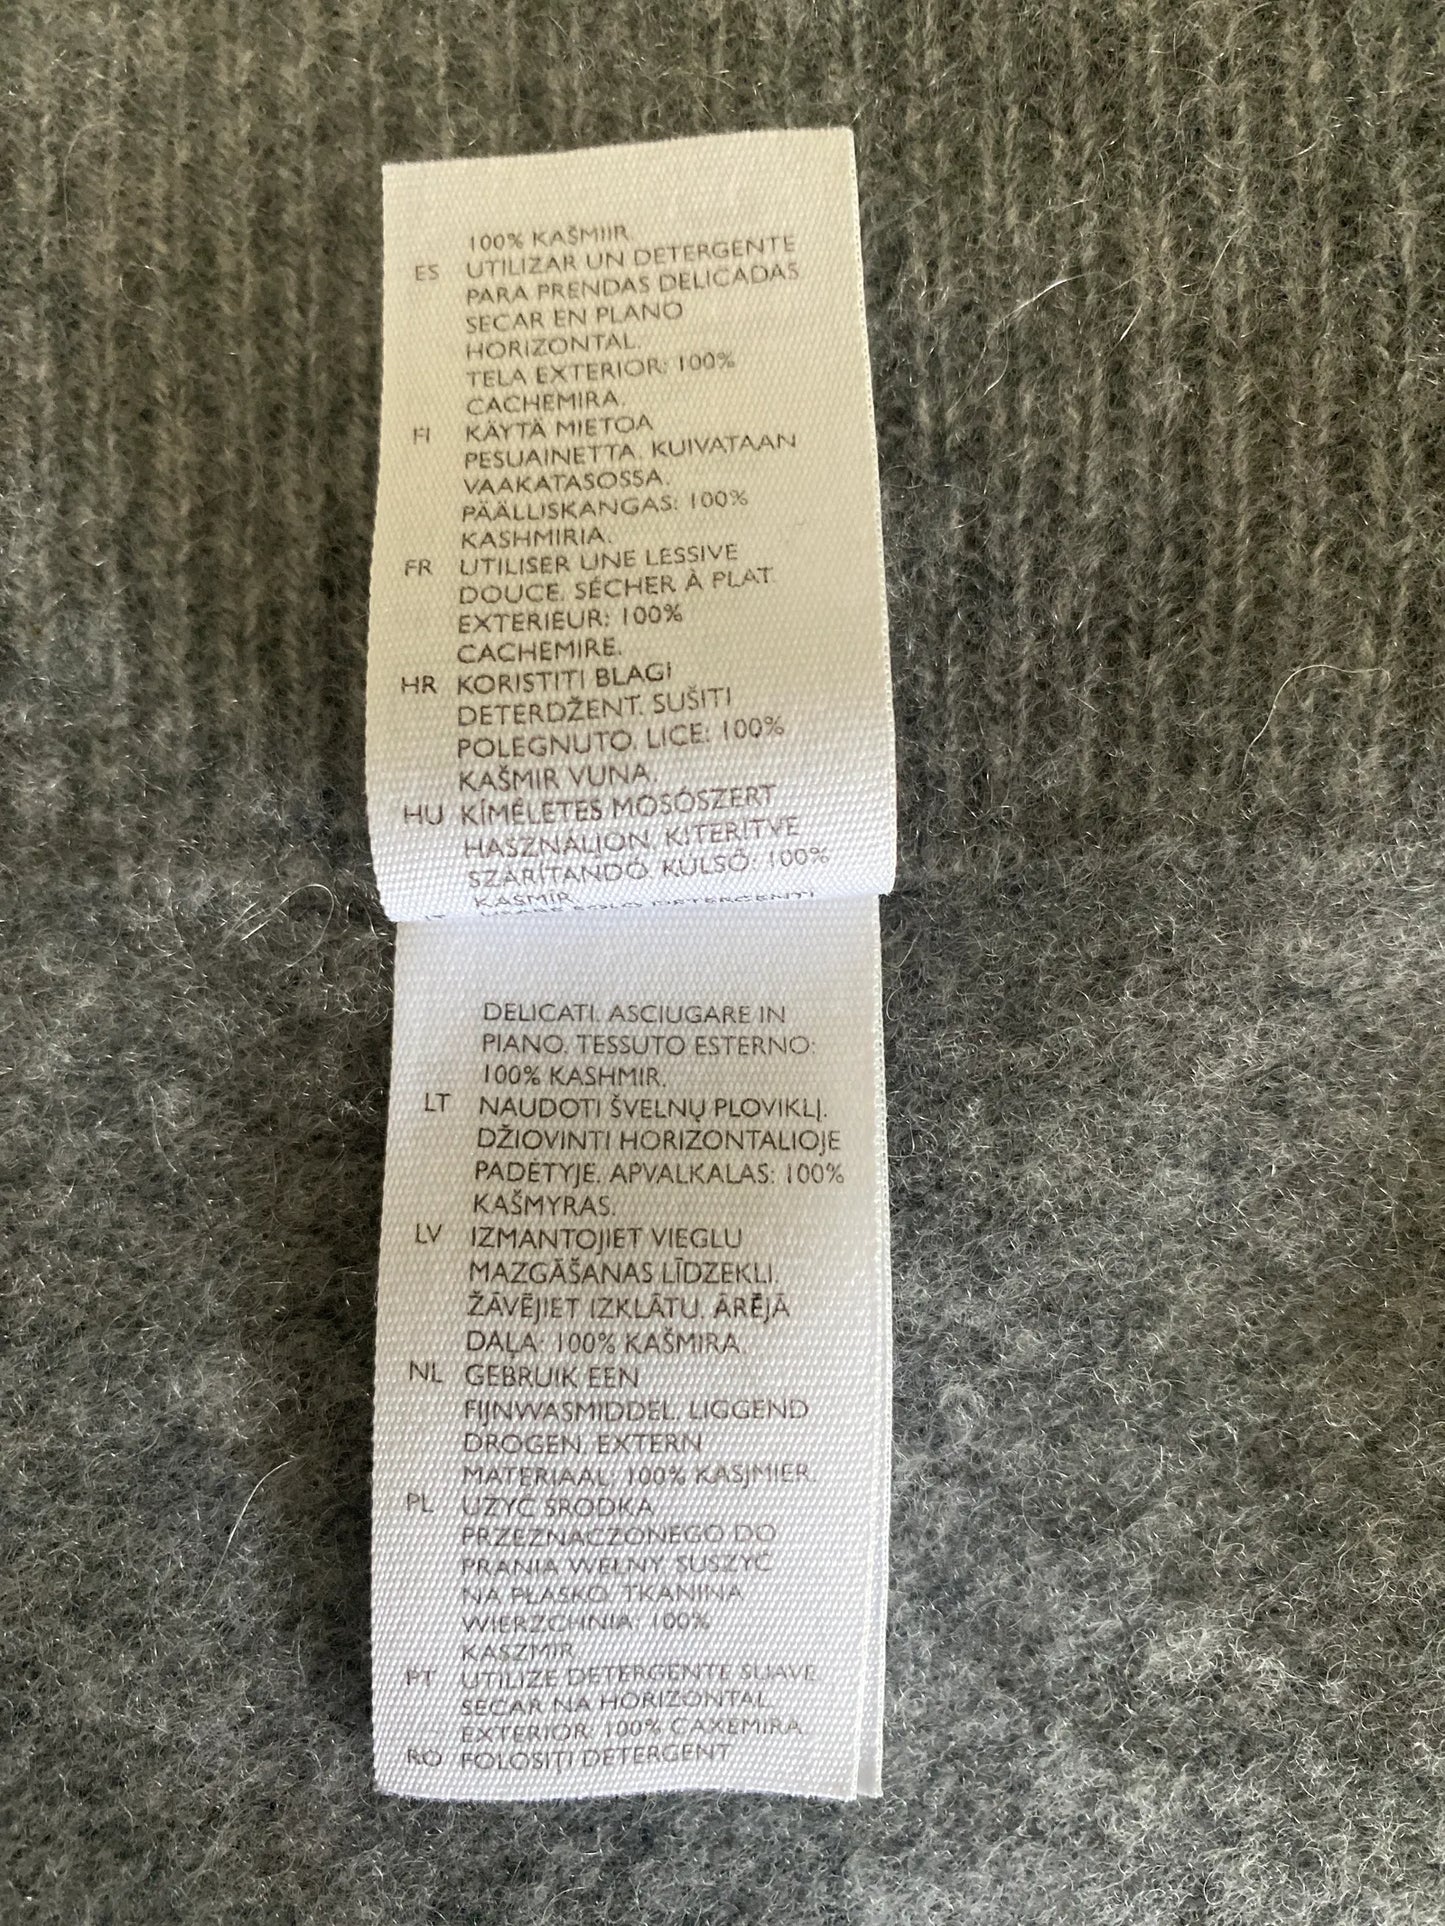 100% KAŠMIIR.
ES UTILIZAR UN DETERGENTE
PARA PRENDAS DELICADAS
SECAR EN PLANO
HORIZONTAL.
TELA EXTERIOR: 100%
CACHEMIRA.
FI KÄYTÄ MIETOA
PESUAINETTA. KUIVATAAN
VAAKATASOSSA.
PÄÄLLISKANGAS: 100%
KASHMIRIA.
FR UTILISER UNE LESSIVE
DOUCE. SÉCHER À PLAT.
EXTERIEUR: 100%
CACHEMIRE.
HR KORISTITI BLAGI
DETERDŽENT. SUŠITI
POLEGNUTO. LICE: 100%
KAŠMIR VUNA.
HU KÍMÉLETES MOSÓSZERT
HASZNÁLJON. KITERÍTVE
SZÁRÍTANDÓ. KÜLSŐ: 100%
KASMÍR.
IT USARE SOLO DETERGENTI
DELICATI. ASCIUGARE IN
PIANO. TESSUTO ESTERNO:
100% KASHMIR.
LT NAUDOTI ŠVELNŲ PLOVIKLĮ.
DŽIOVINTI HORIZONTALIOJE
PADĖTYJE. APVALKALAS: 100%
KAŠMYRAS.
LV IZMANTOJIET VIEGLU
MAZGĀŠANAS LĪDZEKLI.
ŽĀVĒJIET IZKLĀTU. ĀRĒJĀ
DAĻA: 100% KAŠMIRA.
NL GEBRUIK EEN
FIJNWASMIDDEL. LIGGEND
DROGEN. EXTERN
MATERIAAL: 100% KASJMIER.
PL UŻYĆ ŚRODKA
PRZEZNACZONEGO DO
PRANIA WEŁNY. SUSZYĆ
NA PŁASKO. TKANINA
WIERZCHNIA: 100%
KASZMIR.
PT UTILIZE DETERGENTE SUAVE.
SECAR NA HORIZONTAL.
EXTERIOR: 100% CAXEMIRA.
RO FOLOSIȚI DETERGENT